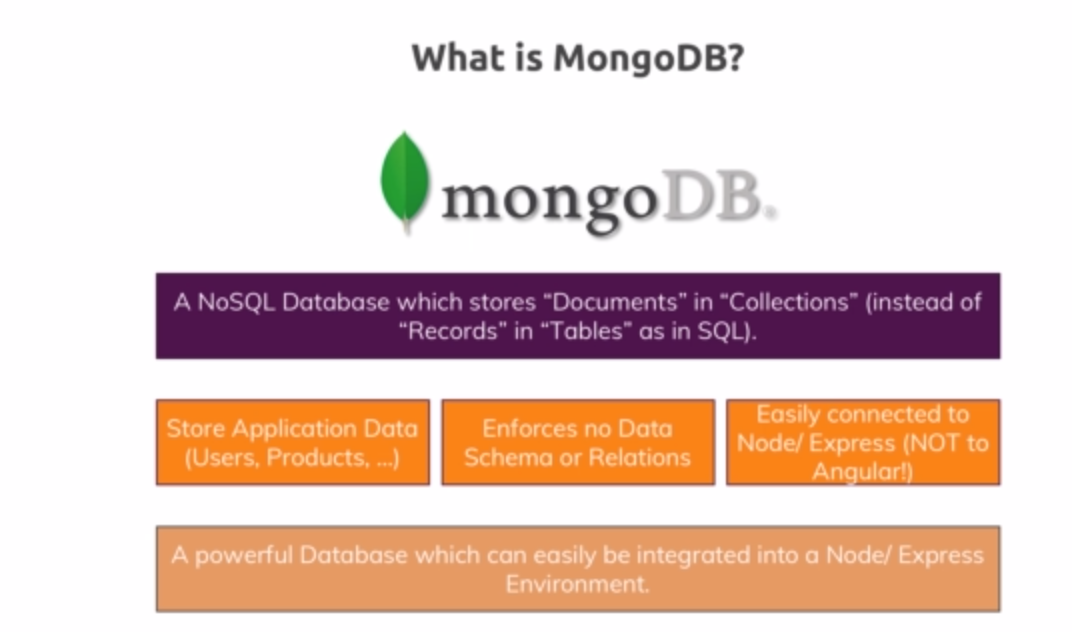 What is MongoDB?
mongoDB®
A NoSQL Database which stores “Documents” in “Collections” (instead of
“Records” in “Tables” as in SQL).
Store Application Data
(Users, Products, ...)
Enforces no Data
Schema or Relations
Easily connected to
Node/ Express (NOT to
Angular!)
A powerful Database which can easily be integrated into a Node/ Express
Environment.